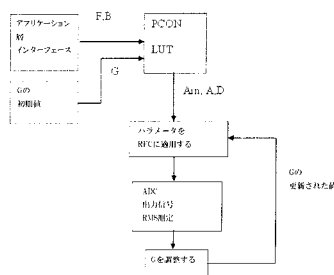 アプリケーション
層
インターフェース
F,B
PCON
LUT
Gの
初期値
G
Am, A,D
パラメータを
RFCに適用する
ADC
出力信号
RMS測定
Gの
更新された値
Gを調整する